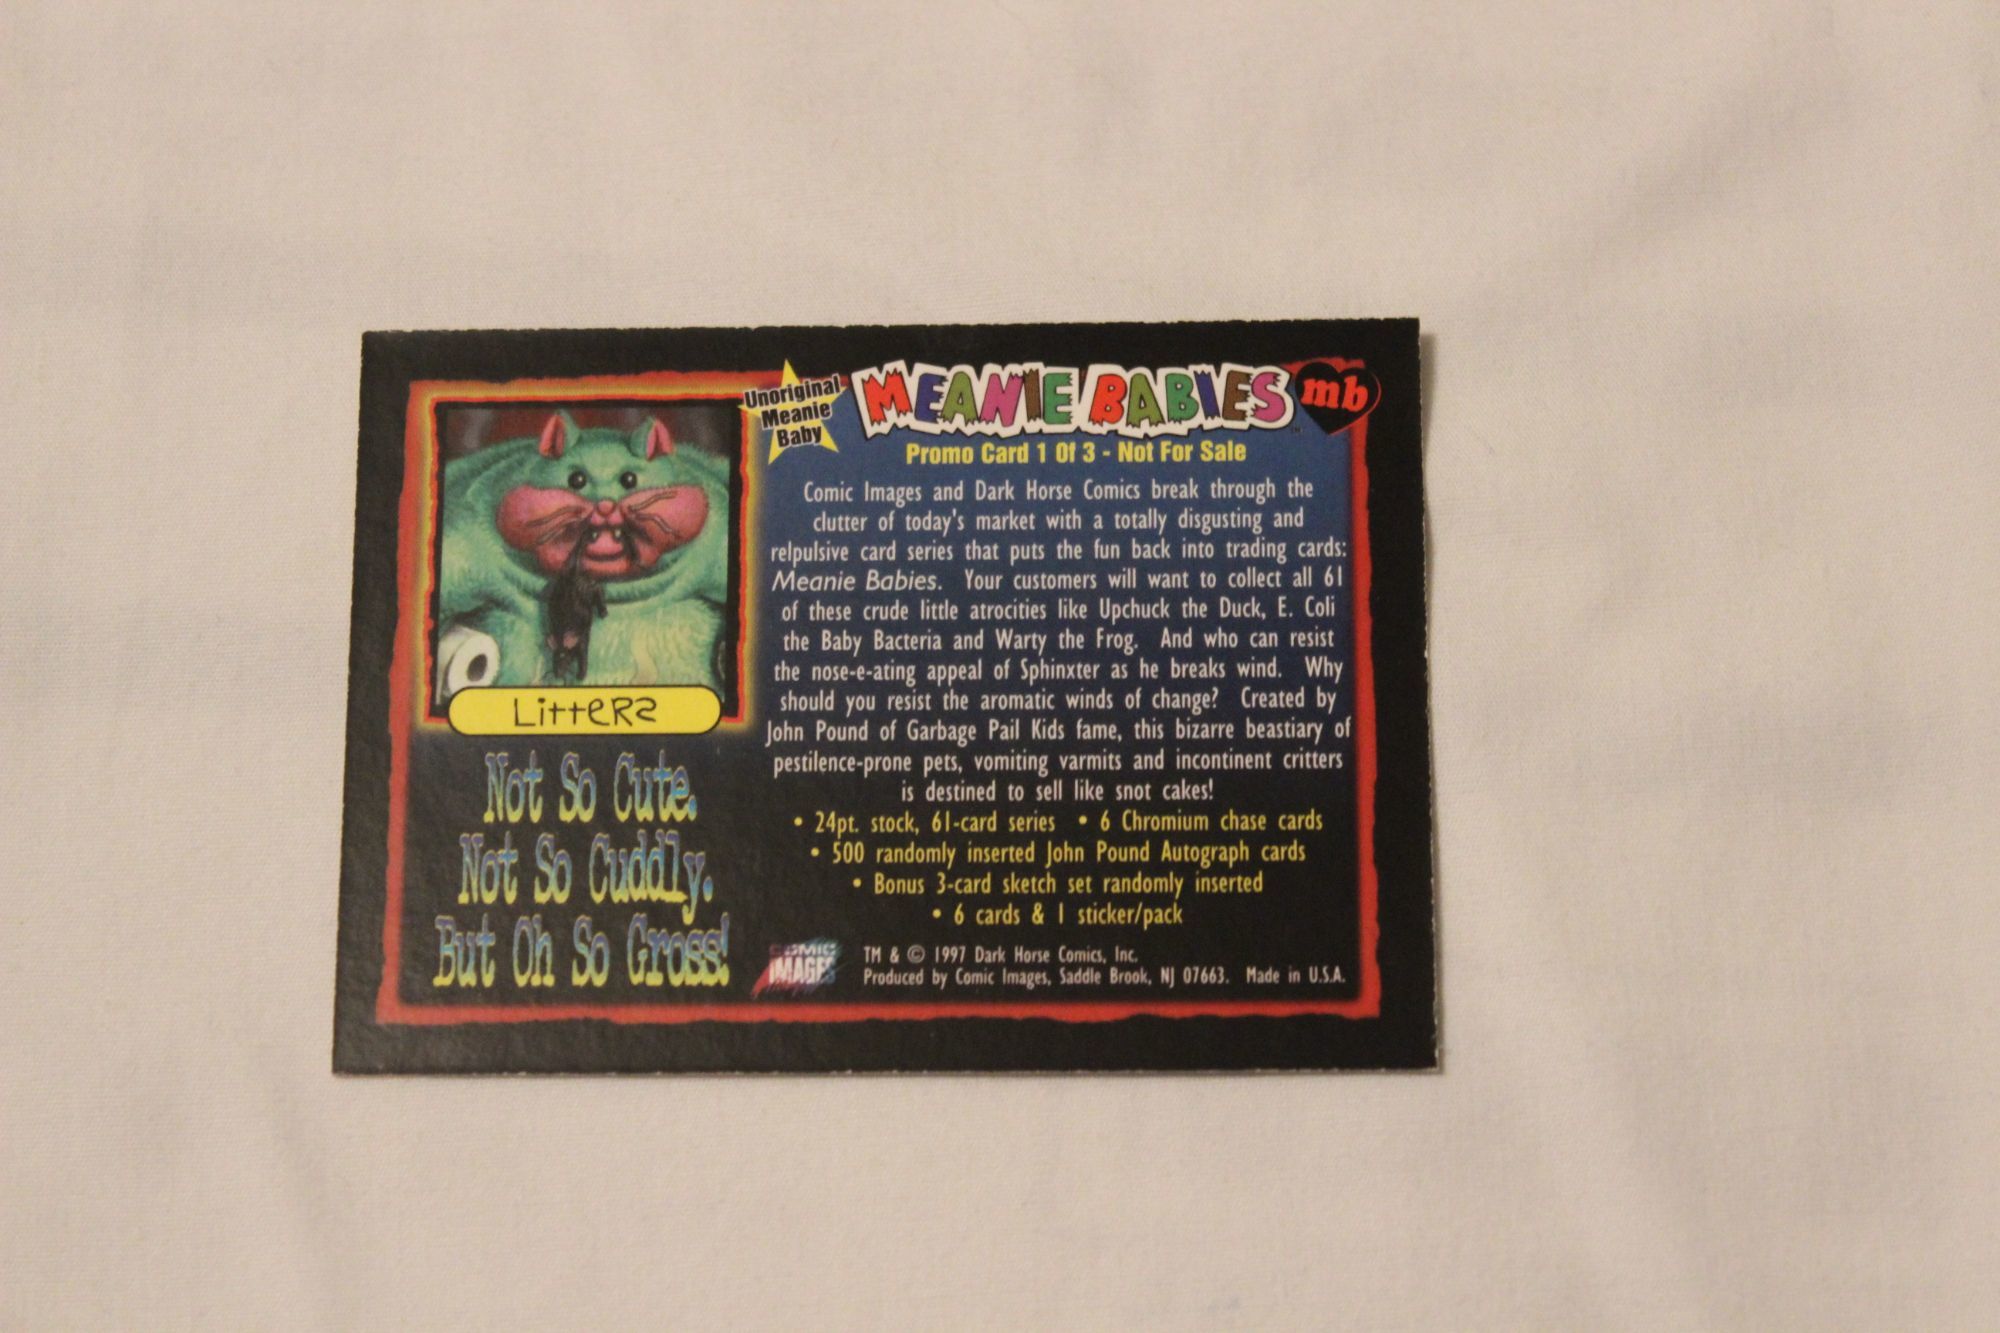 Unoriginal
Meanie
Baby
MEANIE BABIES
mb
Promo Card 1 Of 3 - Not For Sale
Comic Images and Dark Horse Comics break through the
clutter of today's market with a totally disgusting and
relpulsive card series that puts the fun back into trading cards:
Meanie Babies. Your customers will want to collect all 61
of these crude little atrocities like Upchuck the Duck, E. Coli
the Baby Bacteria and Warty the Frog. And who can resist
the nose-e-ating appeal of Sphinxter as he breaks wind. Why
should you resist the aromatic winds of change? Created by
John Pound of Garbage Pail Kids fame, this bizarre beastiary of
pestilence-prone pets, vomiting varmits and incontinent critters
is destined to sell like snot cakes!
• 24pt. stock, 61-card series • 6 Chromium chase cards
• 500 randomly inserted John Pound Autograph cards
• Bonus 3-card sketch set randomly inserted
• 6 cards & 1 sticker/pack
LitteRs
Not So Cute.
Not So Cuddly.
But Oh So Gross!
COMIC
IMAGES
TM & © 1997 Dark Horse Comics, Inc.
Produced by Comic Images, Saddle Brook, NJ 07663. Made in U.S.A.